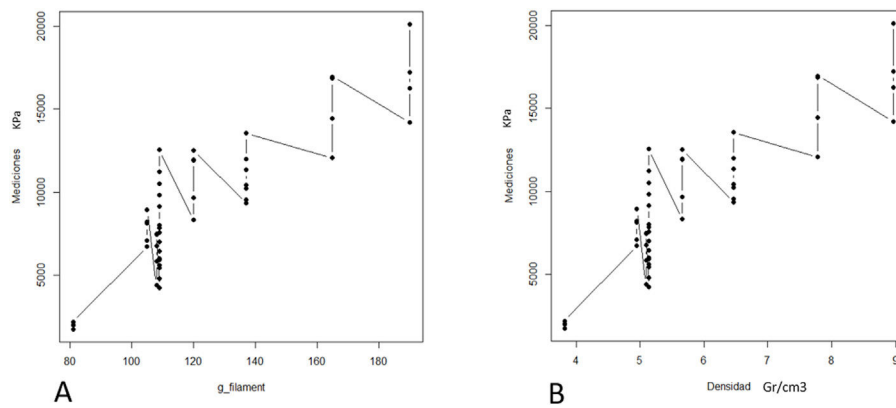 20000
15000
10000
5000
Mediciones KPa
80 100 120 140 160 180
g_filament
A
20000
15000
10000
5000
Mediciones KPa
4 5 6 7 8 9
Densidad Gr/cm3
B